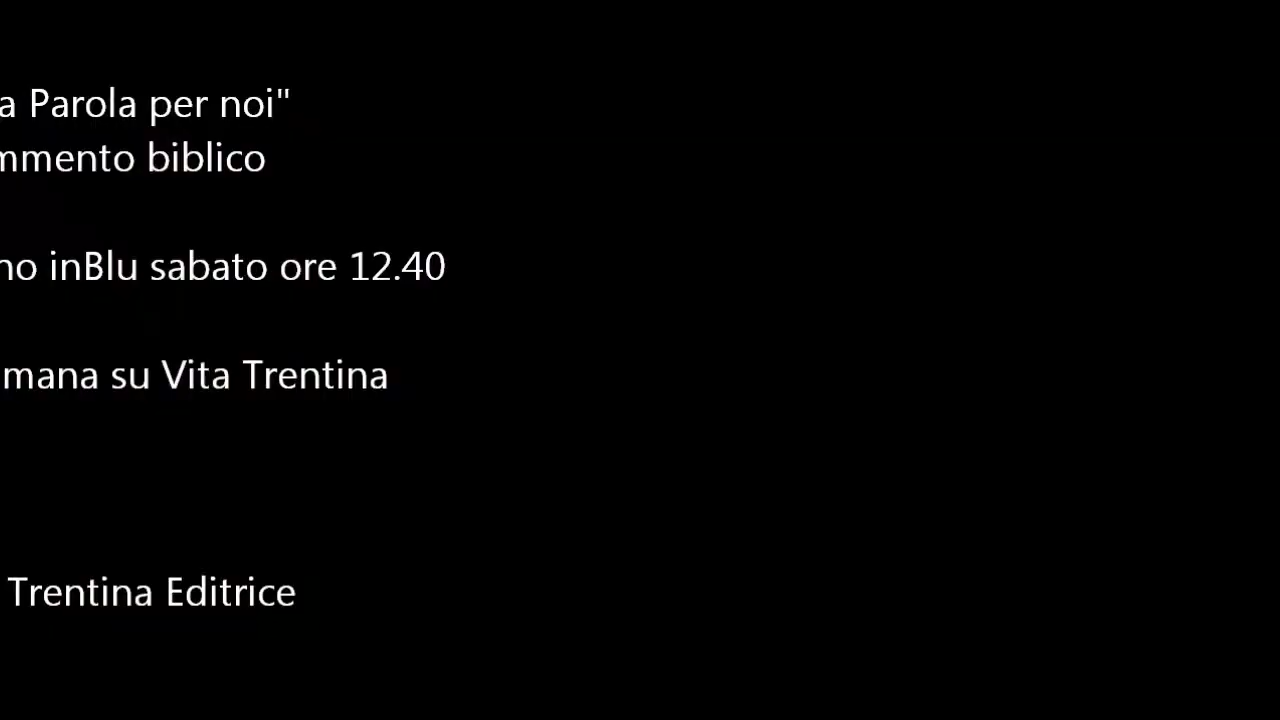 a Parola per noi"
mmento biblico
no inBlu sabato ore 12.40
mana su Vita Trentina
Trentina Editrice